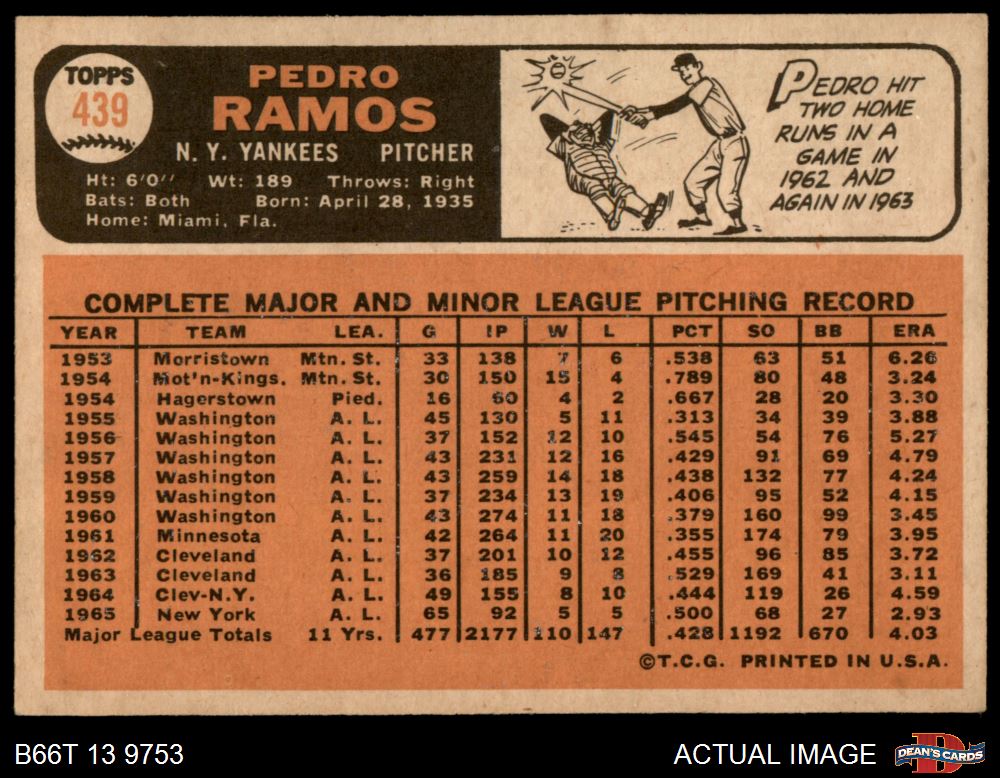 TOPPS
439
PEDRO
RAMOS
N. Y. YANKEES PITCHER
Ht: 6'0'' Wt: 189 Throws: Right
Bats: Both Born: April 28, 1935
Home: Miami, Fla.
PEDRO HIT
TWO HOME
RUNS IN A
GAME IN
1962 AND
AGAIN IN 1963
COMPLETE MAJOR AND MINOR LEAGUE PITCHING RECORD
YEAR TEAM LEA. G IP W L PCT SO BB ERA
1953 Morristown Mtn. St. 33 138 7 6 .538 63 51 6.26
1954 Mot'n-Kings. Mtn. St. 30 150 15 4 .789 80 48 3.24
1954 Hagerstown Pied. 16 60 4 2 .667 28 20 3.30
1955 Washington A. L. 45 130 5 11 .313 34 39 3.88
1956 Washington A. L. 37 152 12 10 .545 54 76 5.27
1957 Washington A. L. 43 231 12 16 .429 91 69 4.79
1958 Washington A. L. 43 259 14 18 .438 132 77 4.24
1959 Washington A. L. 37 234 13 19 .406 95 52 4.15
1960 Washington A. L. 43 274 11 18 .379 160 99 3.45
1961 Minnesota A. L. 42 264 11 20 .355 174 79 3.95
1962 Cleveland A. L. 37 201 10 12 .455 96 85 3.72
1963 Cleveland A. L. 36 185 9 8 .529 169 41 3.11
1964 Clev-N.Y. A. L. 49 155 8 10 .444 119 26 4.59
1965 New York A. L. 65 92 5 5 .500 68 27 2.93
Major League Totals 11 Yrs. 477 2177 110 147 .428 1192 670 4.03
©T.C.G. PRINTED IN U.S.A.
B66T 13 9753 ACTUAL IMAGE DEAN'S CARDS